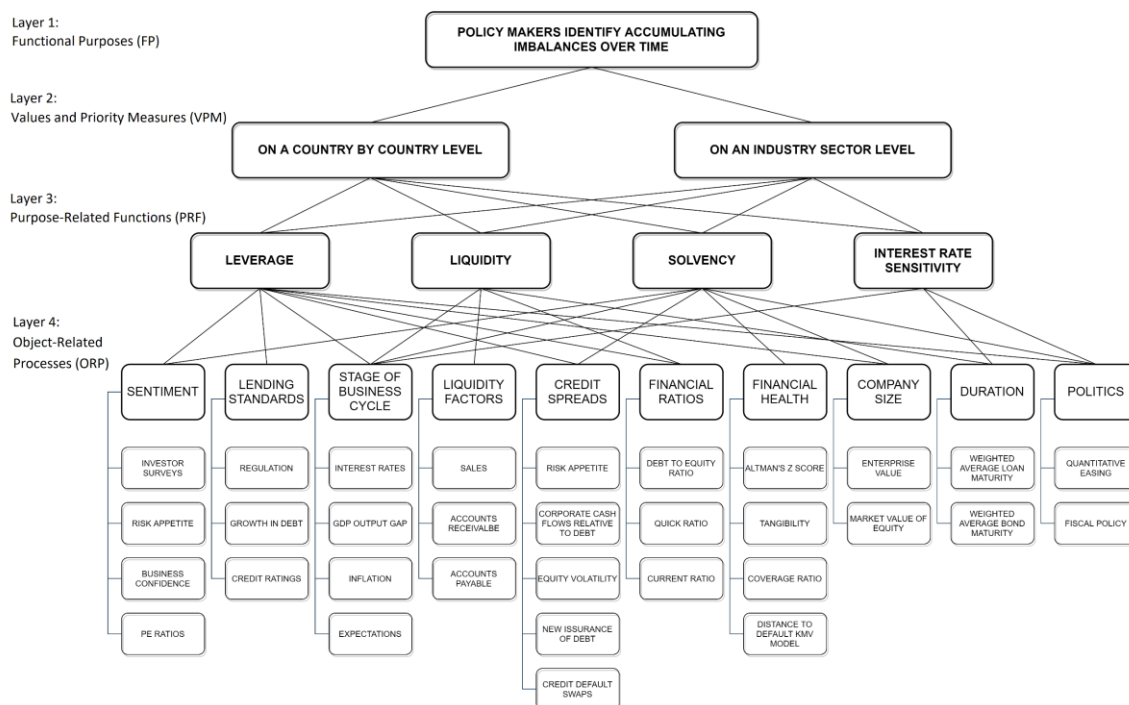 Layer 1:
Functional Purposes (FP)
POLICY MAKERS IDENTIFY ACCUMULATING
IMBALANCES OVER TIME
Layer 2:
Values and Priority Measures (VPM)
ON A COUNTRY BY COUNTRY LEVEL
ON AN INDUSTRY SECTOR LEVEL
Layer 3:
Purpose-Related Functions (PRF)
LEVERAGE
LIQUIDITY
SOLVENCY
INTEREST RATE
SENSITIVITY
Layer 4:
Object-Related
Processes (ORP)
SENTIMENT
LENDING
STANDARDS
STAGE OF
BUSINESS
CYCLE
LIQUIDITY
FACTORS
CREDIT
SPREADS
FINANCIAL
RATIOS
FINANCIAL
HEALTH
COMPANY
SIZE
DURATION
POLITICS
INVESTOR
SURVEYS
REGULATION
INTEREST RATES
SALES
RISK APPETITE
DEBT TO EQUITY
RATIO
ALTMAN'S Z SCORE
ENTERPRISE
VALUE
WEIGHTED
AVERAGE LOAN
MATURITY
QUANTITATIVE
EASING
RISK APPETITE
GROWTH IN DEBT
GDP OUTPUT GAP
ACCOUNTS
RECEIVALBE
CORPORATE CASH
FLOWS RELATIVE
TO DEBT
QUICK RATIO
TANGIBILITY
MARKET VALUE OF
EQUITY
WEIGHTED
AVERAGE BOND
MATURITY
FISCAL POLICY
BUSINESS
CONFIDENCE
CREDIT RATINGS
INFLATION
ACCOUNTS
PAYABLE
EQUITY VOLATILITY
CURRENT RATIO
COVERAGE RATIO
PE RATIOS
EXPECTATIONS
NEW ISSURANCE
OF DEBT
DISTANCE TO
DEFAULT KMV
MODEL
CREDIT DEFAULT
SWAPS